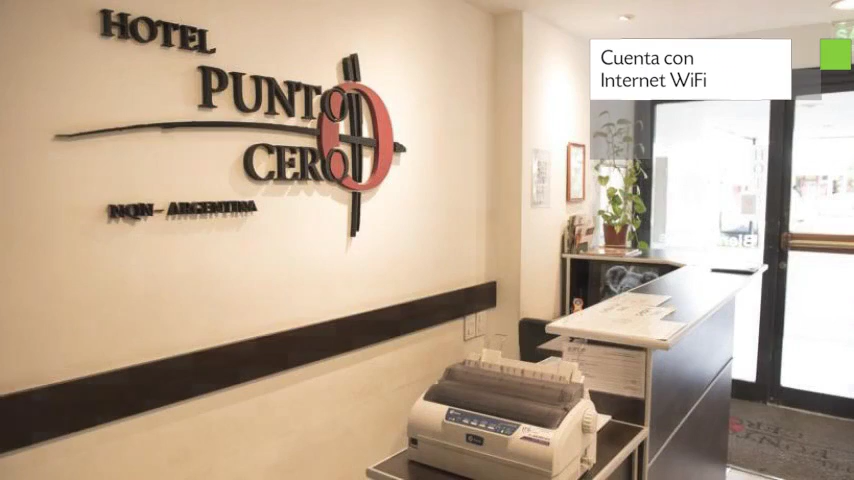 HOTEL
PUNTO
CERO
NQN - ARGENTINA
Cuenta con
Internet WiFi